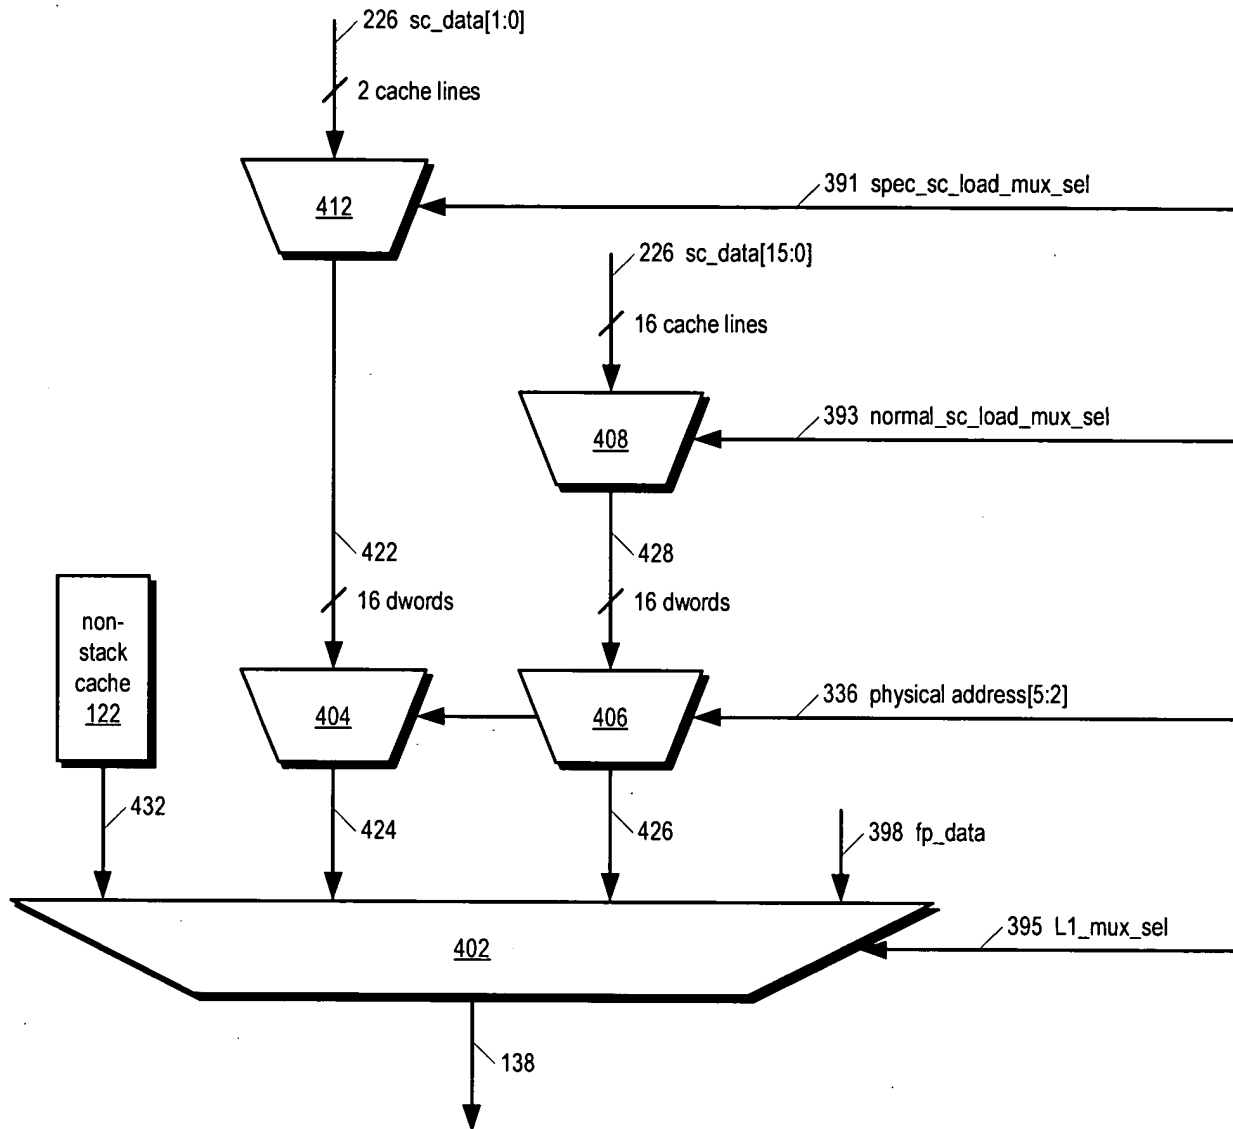 226 sc_data[1:0]
2 cache lines
391 spec_sc_load_mux_sel
412
226 sc_data[15:0]
16 cache lines
393 normal_sc_load_mux_sel
408
422
428
16 dwords
16 dwords
non-
stack
cache
122
404
406
336 physical address[5:2]
432
424
426
398 fp_data
402
395 L1_mux_sel
138